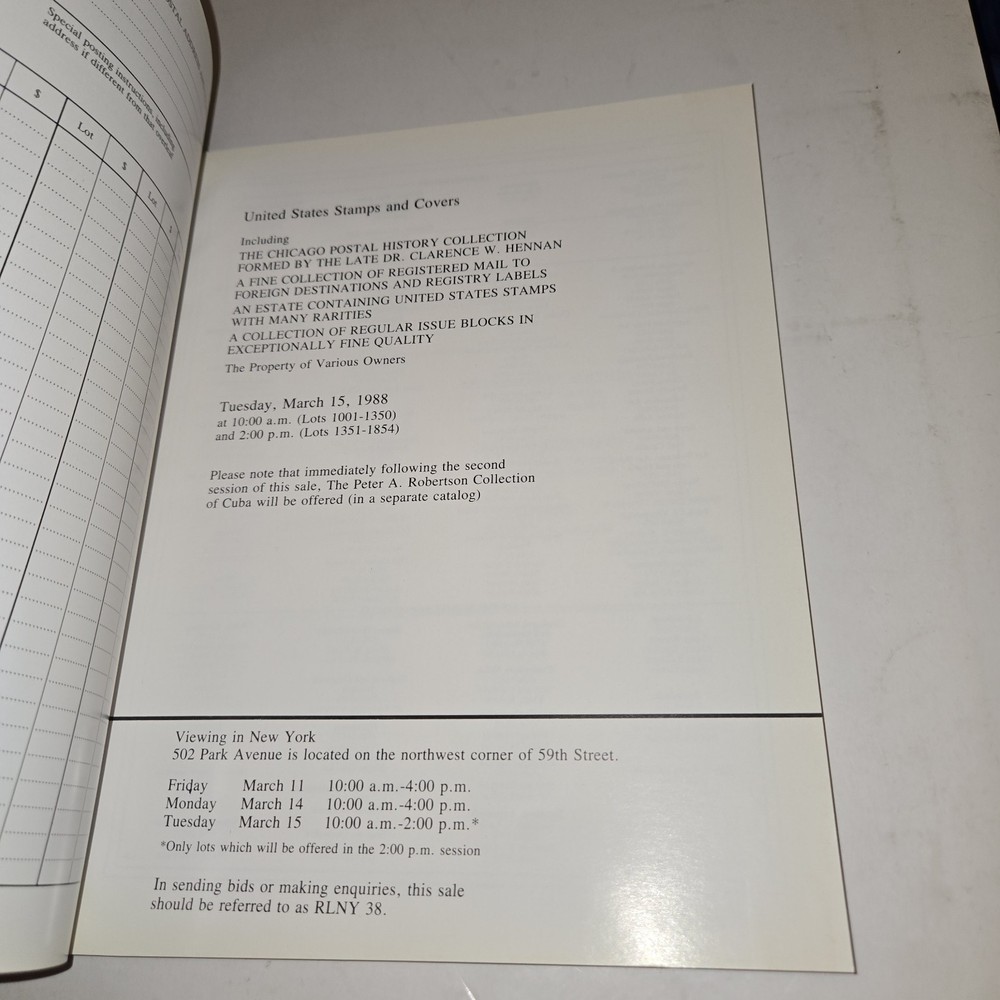 POSTAL
Special posting instructions, including
address if different from that overleaf
$
Lot
$
Lot
$
United States Stamps and Covers
Including
THE CHICAGO POSTAL HISTORY COLLECTION
FORMED BY THE LATE DR. CLARENCE W. HENNAN
A FINE COLLECTION OF REGISTERED MAIL TO
FOREIGN DESTINATIONS AND REGISTRY LABELS
AN ESTATE CONTAINING UNITED STATES STAMPS
WITH MANY RARITIES
A COLLECTION OF REGULAR ISSUE BLOCKS IN
EXCEPTIONALLY FINE QUALITY
The Property of Various Owners
Tuesday, March 15, 1988
at 10:00 a.m. (Lots 1001-1350)
and 2:00 p.m. (Lots 1351-1854)
Please note that immediately following the second
session of this sale, The Peter A. Robertson Collection
of Cuba will be offered (in a separate catalog)
Viewing in New York
502 Park Avenue is located on the northwest corner of 59th Street.
Friday March 11 10:00 a.m.-4:00 p.m.
Monday March 14 10:00 a.m.-4:00 p.m.
Tuesday March 15 10:00 a.m.-2:00 p.m.*
*Only lots which will be offered in the 2:00 p.m. session
In sending bids or making enquiries, this sale
should be referred to as RLNY 38.